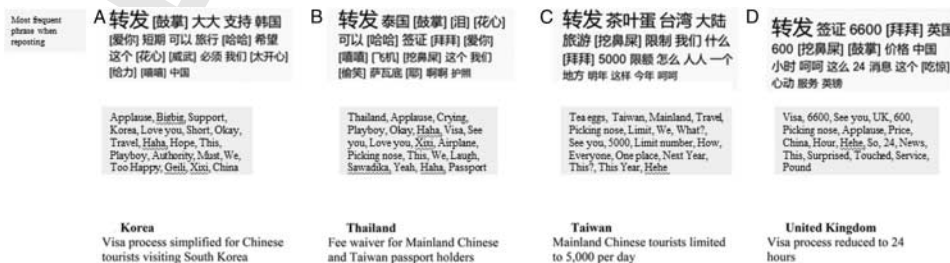 Most frequent
phrase when
reposting
A
转发 [鼓掌] 大大 支持 韩国
[爱你] 短期 可以 旅行 [哈哈] 希望
这个 [花心] [威武] 必须 我们 [太开心]
[给力] [嘻嘻] 中国
Applause, Bigbig, Support,
Korea, Love you, Short, Okay,
Travel, Haha, Hope, This,
Playboy, Authority, Must, We,
Too Happy, Geili, Xixi, China
Korea
Visa process simplified for Chinese
tourists visiting South Korea
B
转发 泰国 [鼓掌] [泪] [花心]
可以 [哈哈] 签证 [拜拜] [爱你]
[嘻嘻] [飞机] [挖鼻屎] 这个 我们
[偷笑] 萨瓦底 [耶] 啊啊 护照
Thailand, Applause, Crying,
Playboy, Okay, Haha, Visa, See
you, Love you, Xixi, Airplane,
Picking nose, This, We, Laugh,
Sawadika, Yeah, Haha, Passport
Thailand
Fee waiver for Mainland Chinese
and Taiwan passport holders
C
转发 茶叶蛋 台湾 大陆
旅游 [挖鼻屎] 限制 我们 什么
[拜拜] 5000 限额 怎么 人人 一个
地方 明年 这样 今年 呵呵
Tea eggs, Taiwan, Mainland, Travel,
Picking nose, Limit, We, What?,
See you, 5000, Limit number, How,
Everyone, One place, Next Year,
This?, This Year, Hehe
Taiwan
Mainland Chinese tourists limited
to 5,000 per day
D
转发 签证 6600 [拜拜] 英国
600 [挖鼻屎] [鼓掌] 价格 中国
小时 呵呵 这么 24 消息 这个 [吃惊]
心动 服务 英镑
Visa, 6600, See you, UK, 600,
Picking nose, Applause, Price,
China, Hour, Hehe, So, 24, News,
This, Surprised, Touched, Service,
Pound
United Kingdom
Visa process reduced to 24
hours